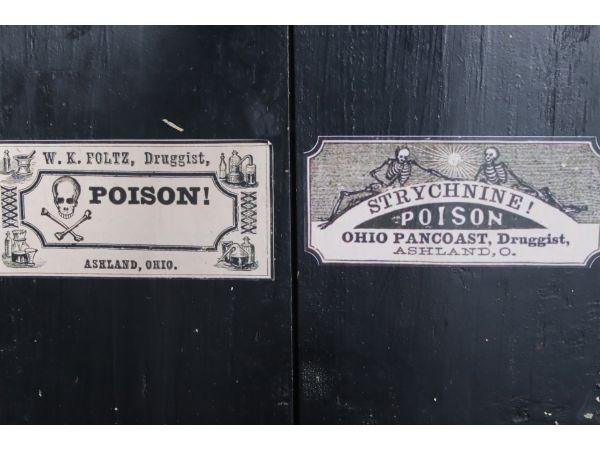 W. K. FOLTZ, Druggist,
POISON!
ASHLAND, OHIO.
STRYCHNINE!
POISON
OHIO PANCOAST, Druggist,
ASHLAND, O.